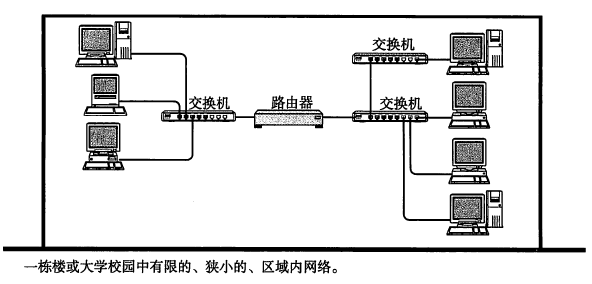 交换机
交换机
路由器
交换机
一栋楼或大学校园中有限的、狭小的、区域内网络。